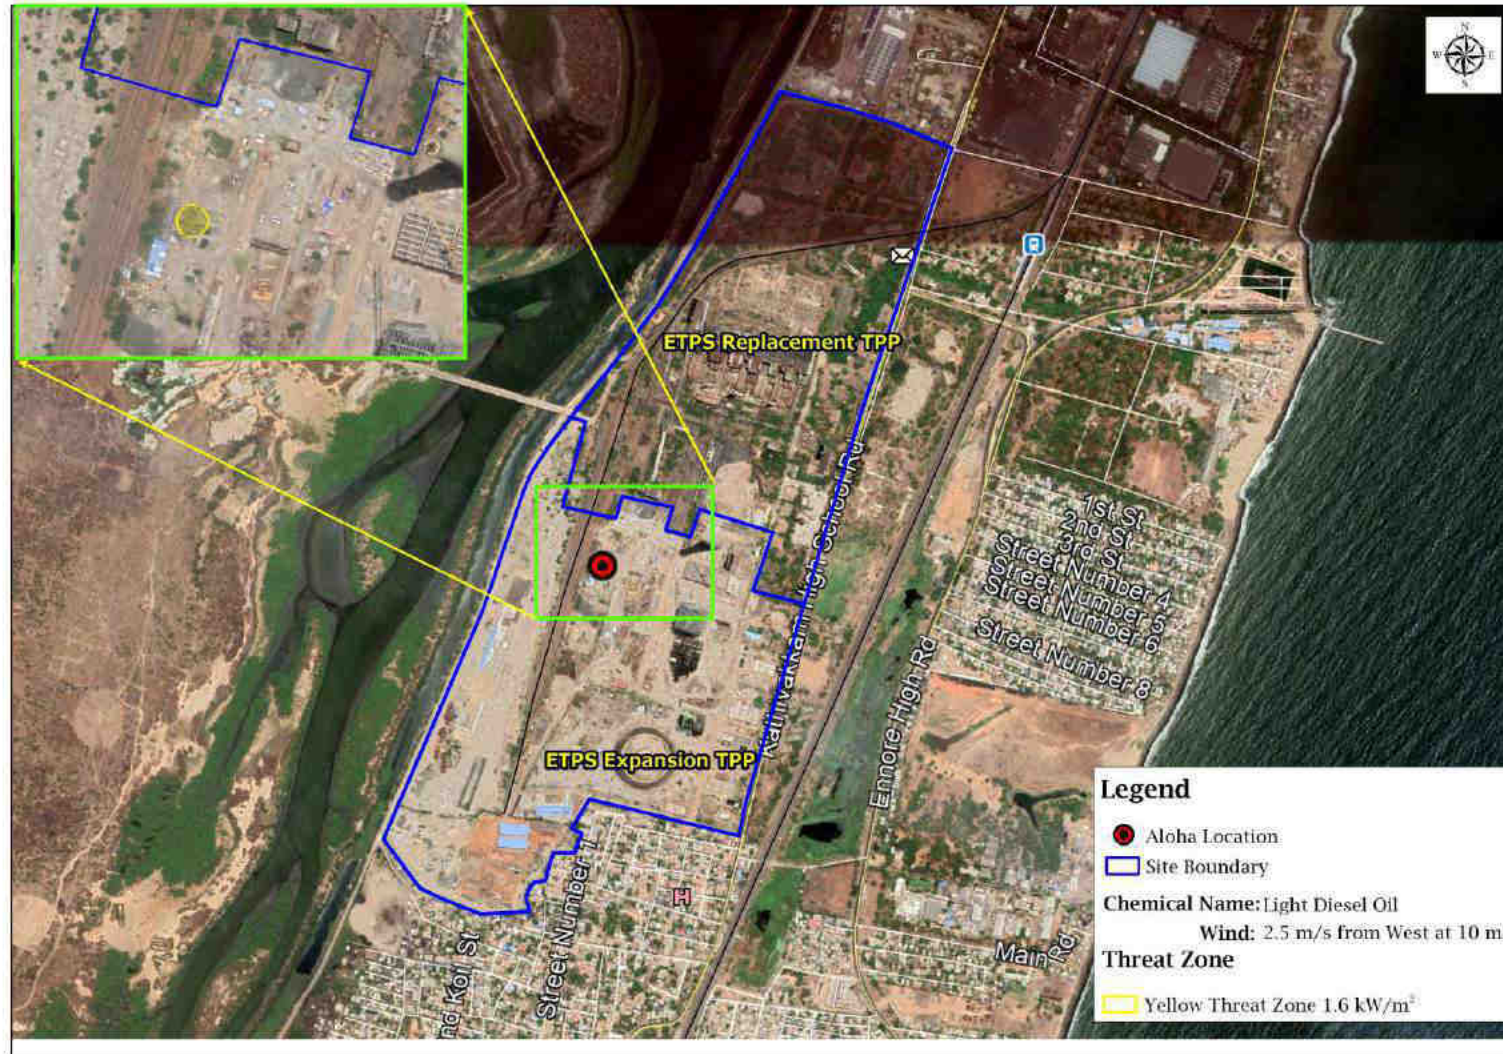 N
W E
S
ETPS Replacement TPP
Kathivakkam High School Rd
1st St
2nd St
3rd St
Street Number 4
Street Number 5
Street Number 6
Street Number 8
Ennore High Rd
ETPS Expansion TPP
H
Street Number 1
nd Koil St
Main Rd
Legend
Aloha Location
Site Boundary
Chemical Name: Light Diesel Oil
Wind: 2.5 m/s from West at 10 m
Threat Zone
Yellow Threat Zone 1.6 kW/m²